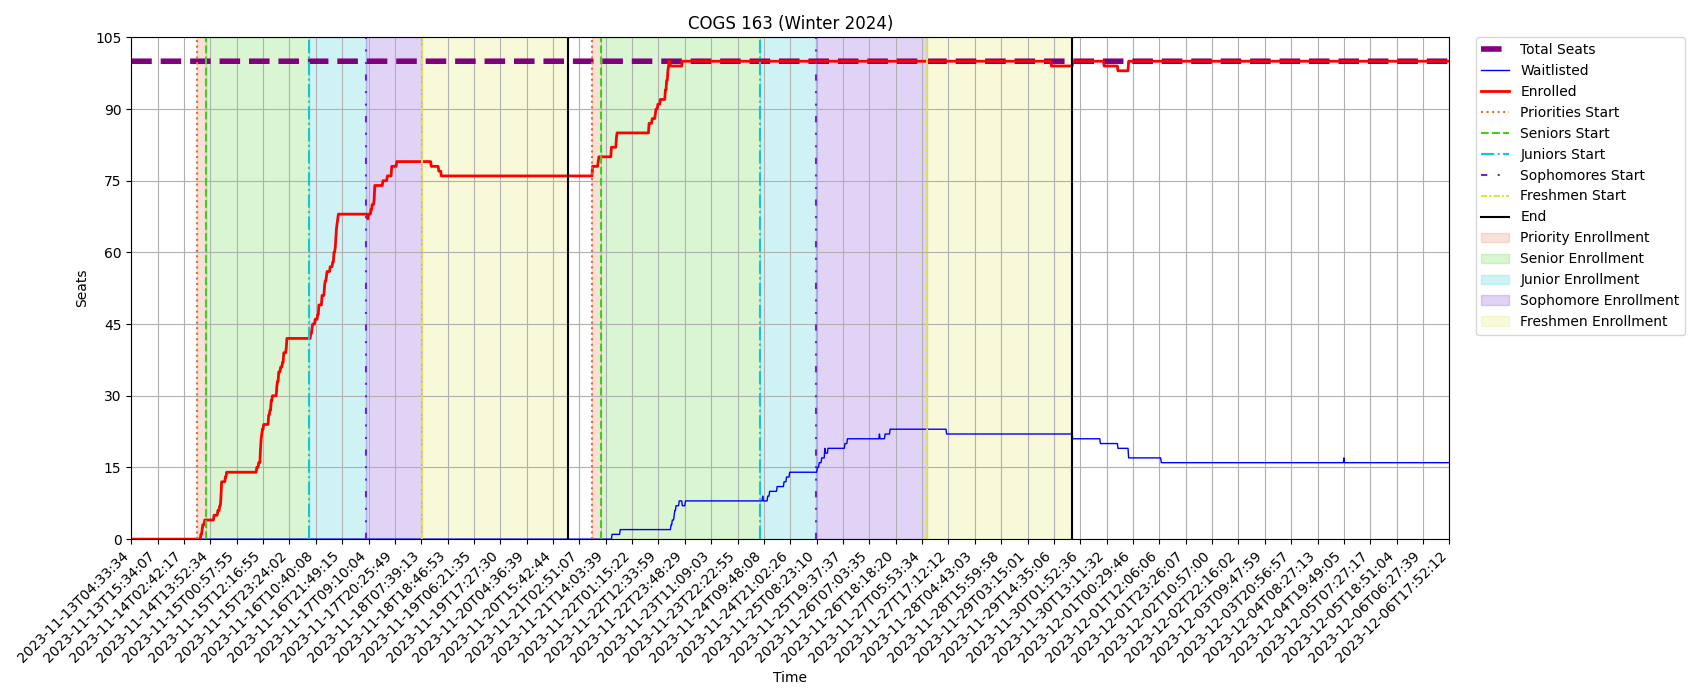 COGS 163 (Winter 2024)
105
90
75
60
45
30
15
0
Seats
2023-11-13T04:33:34
2023-11-13T15:34:07
2023-11-14T02:42:17
2023-11-14T13:52:34
2023-11-15T00:57:55
2023-11-15T12:16:55
2023-11-15T23:24:02
2023-11-16T10:40:08
2023-11-16T21:49:15
2023-11-17T09:10:04
2023-11-17T20:25:49
2023-11-18T07:39:13
2023-11-18T18:46:53
2023-11-19T06:21:35
2023-11-19T17:27:30
2023-11-20T04:36:39
2023-11-20T15:42:44
2023-11-21T02:51:07
2023-11-21T14:03:39
2023-11-22T01:15:22
2023-11-22T12:33:59
2023-11-22T23:48:29
2023-11-23T11:09:03
2023-11-23T22:22:55
2023-11-24T09:48:08
2023-11-24T21:02:26
2023-11-25T08:23:10
2023-11-25T19:37:37
2023-11-26T07:03:35
2023-11-26T18:18:20
2023-11-27T05:53:34
2023-11-27T17:12:12
2023-11-28T04:43:03
2023-11-28T15:59:58
2023-11-29T03:15:01
2023-11-29T14:35:06
2023-11-30T01:52:36
2023-11-30T13:11:32
2023-12-01T00:29:46
2023-12-01T12:06:06
2023-12-01T23:26:07
2023-12-02T10:57:00
2023-12-02T22:16:02
2023-12-03T09:47:59
2023-12-03T20:56:57
2023-12-04T08:27:13
2023-12-04T19:49:05
2023-12-05T07:27:17
2023-12-05T18:51:04
2023-12-06T06:27:39
2023-12-06T17:52:12
Time
Total Seats
Waitlisted
Enrolled
Priorities Start
Seniors Start
Juniors Start
Sophomores Start
Freshmen Start
End
Priority Enrollment
Senior Enrollment
Junior Enrollment
Sophomore Enrollment
Freshmen Enrollment